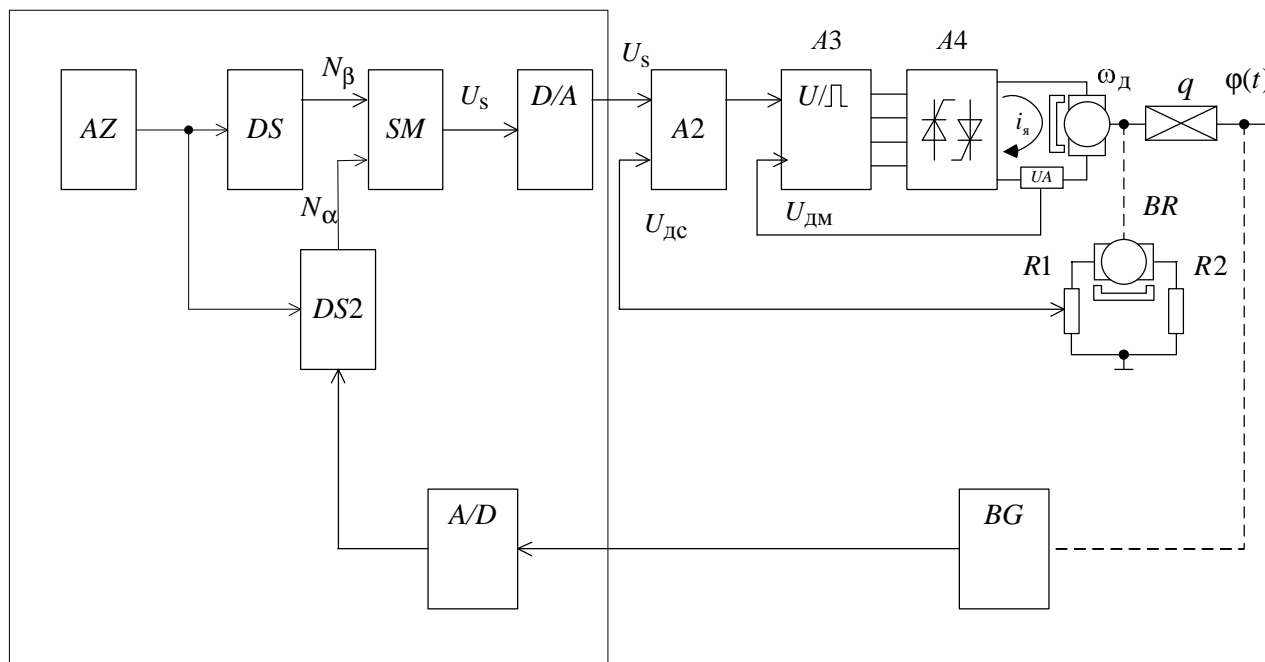 A3
A4
U_s
ω_д
q
φ(t)
N_β
AZ
DS
SM
U_s
D/A
A2
U/
i_я
UA
N_α
U_дс
U_дм
BR
DS2
R1
R2
A/D
BG